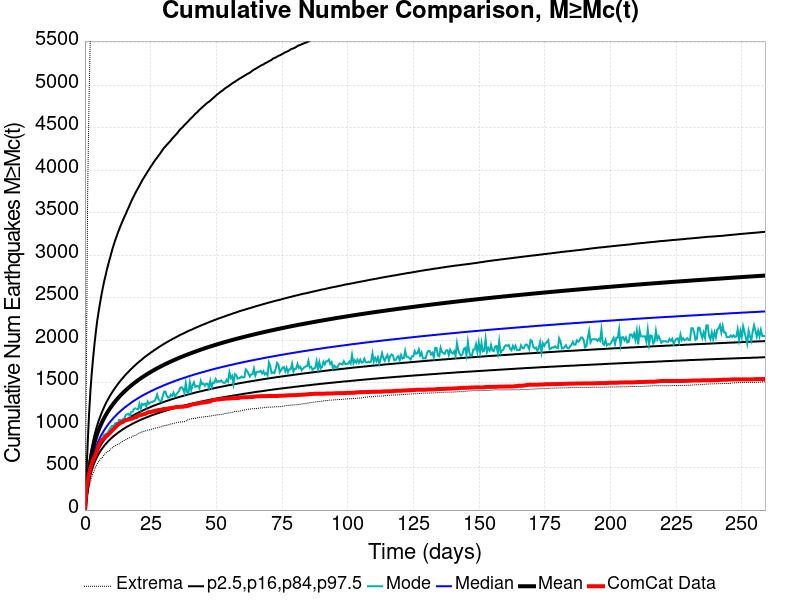 Cumulative Number Comparison, M≥Mc(t)
5500
5000
4500
4000
3500
3000
2500
2000
1500
1000
500
0
Cumulative Num Earthquakes M≥Mc(t)
0 25 50 75 100 125 150 175 200 225 250
Time (days)
Extrema p2.5,p16,p84,p97.5 Mode Median Mean ComCat Data